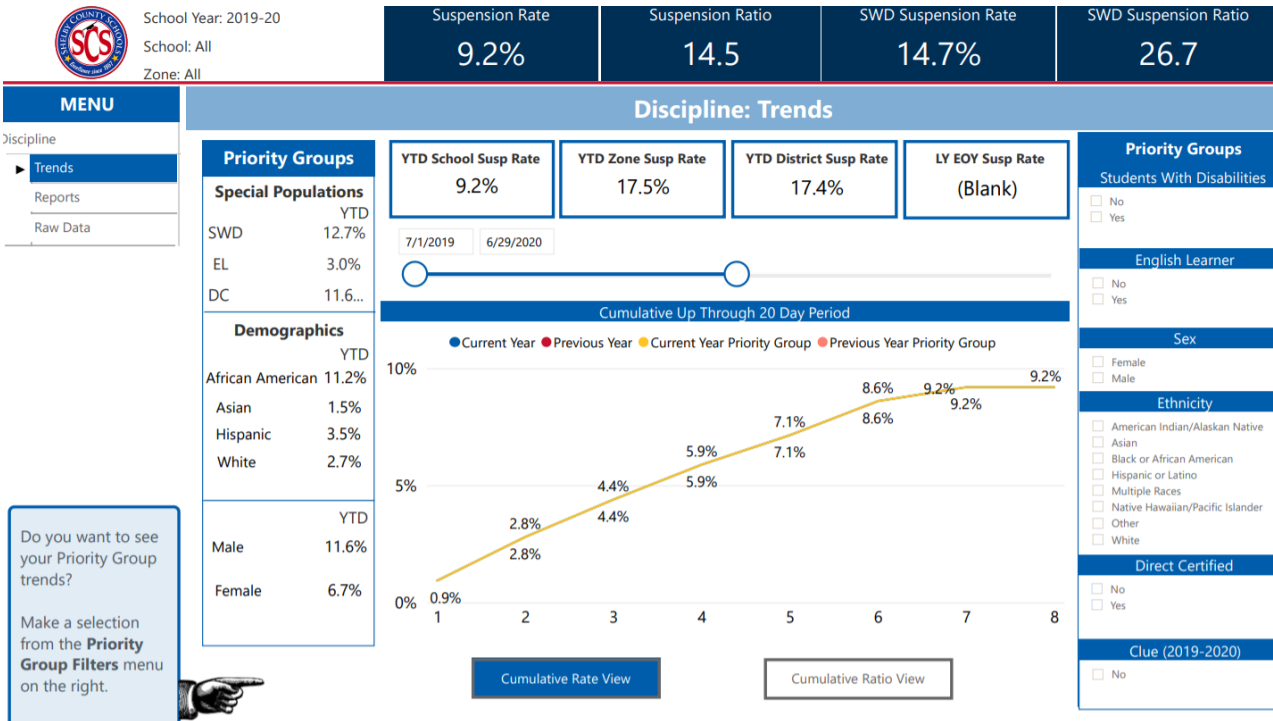 SHELBY COUNTY SCHOOLS
SCS
School Year: 2019-20
School: All
Zone: All
Suspension Rate
9.2%
Suspension Ratio
14.5
SWD Suspension Rate
14.7%
SWD Suspension Ratio
26.7
MENU
Discipline
Trends
Reports
Raw Data
Discipline: Trends
Priority Groups
Special Populations
YTD
SWD 12.7%
EL 3.0%
DC 11.6...
Demographics
YTD
African American 11.2%
Asian 1.5%
Hispanic 3.5%
White 2.7%
YTD
Male 11.6%
Female 6.7%
YTD School Susp Rate
9.2%
YTD Zone Susp Rate
17.5%
YTD District Susp Rate
17.4%
LY EOY Susp Rate
(Blank)
7/1/2019 6/29/2020
Cumulative Up Through 20 Day Period
Current Year Previous Year Current Year Priority Group Previous Year Priority Group
10%
5%
0%
0.9%
2.8%
2.8%
4.4%
4.4%
5.9%
5.9%
7.1%
7.1%
8.6%
8.6%
9.2%
9.2%
9.2%
1 2 3 4 5 6 7 8
Cumulative Rate View
Cumulative Ratio View
Priority Groups
Students With Disabilities
No
Yes
English Learner
No
Yes
Sex
Female
Male
Ethnicity
American Indian/Alaskan Native
Asian
Black or African American
Hispanic or Latino
Multiple Races
Native Hawaiian/Pacific Islander
Other
White
Direct Certified
No
Yes
Clue (2019-2020)
No
Do you want to see
your Priority Group
trends?
Make a selection
from the Priority
Group Filters menu
on the right.